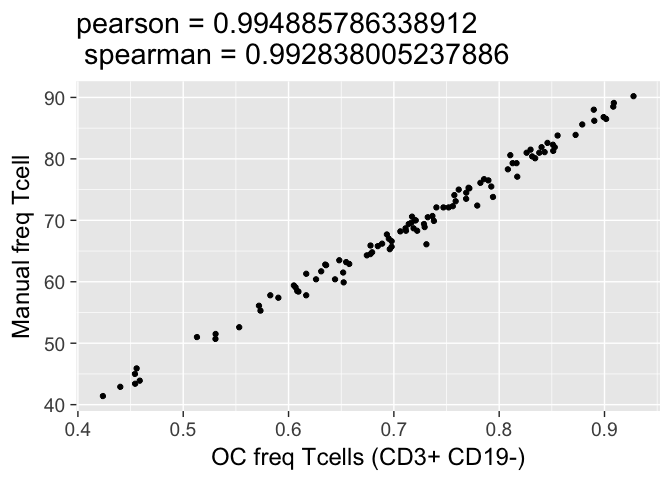 pearson = 0.994885786338912
spearman = 0.992838005237886
90
80
70
60
50
40
Manual freq Tcell
0.4 0.5 0.6 0.7 0.8 0.9
OC freq Tcells (CD3+ CD19-)